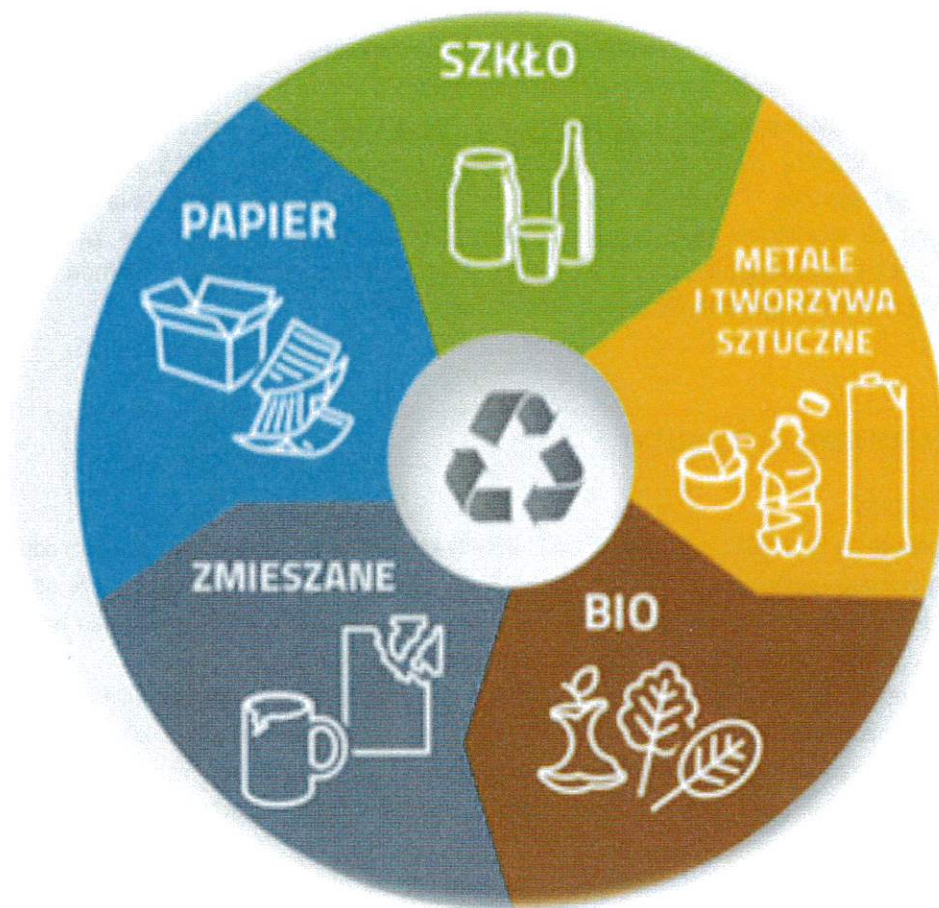 SZKŁO
PAPIER
METALE
I TWORZYWA
SZTUCZNE
ZMIESZANE
BIO